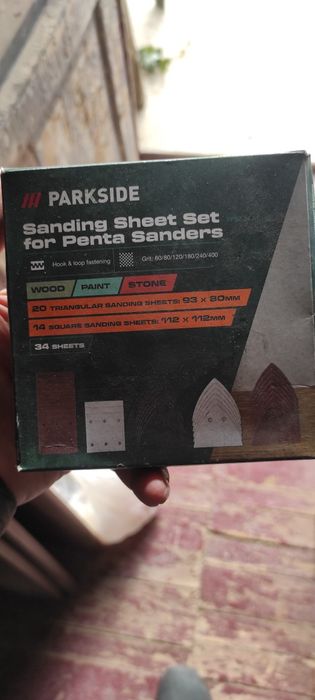 PARKSIDE
Sanding Sheet Set
for Penta Sanders
Hook & loop fastening
Grit: 60/80/120/180/240/400
WOOD PAINT STONE
20 TRIANGULAR SANDING SHEETS: 93 x 80MM
14 SQUARE SANDING SHEETS: 112 x 112MM
34 SHEETS